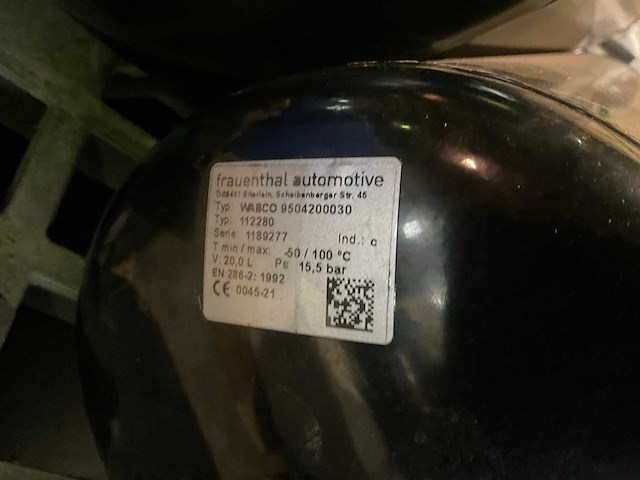 frauenthal automotive
D-09481 Elterlein, Scheibenberger Str. 45
Typ: WABCO 9504200030
Typ: 112280
Serie: 1189277 Ind.: c
T min / max: -50 / 100 °C
V: 20,0 L Ps: 15,5 bar
EN 286-2: 1992
CE 0045-21